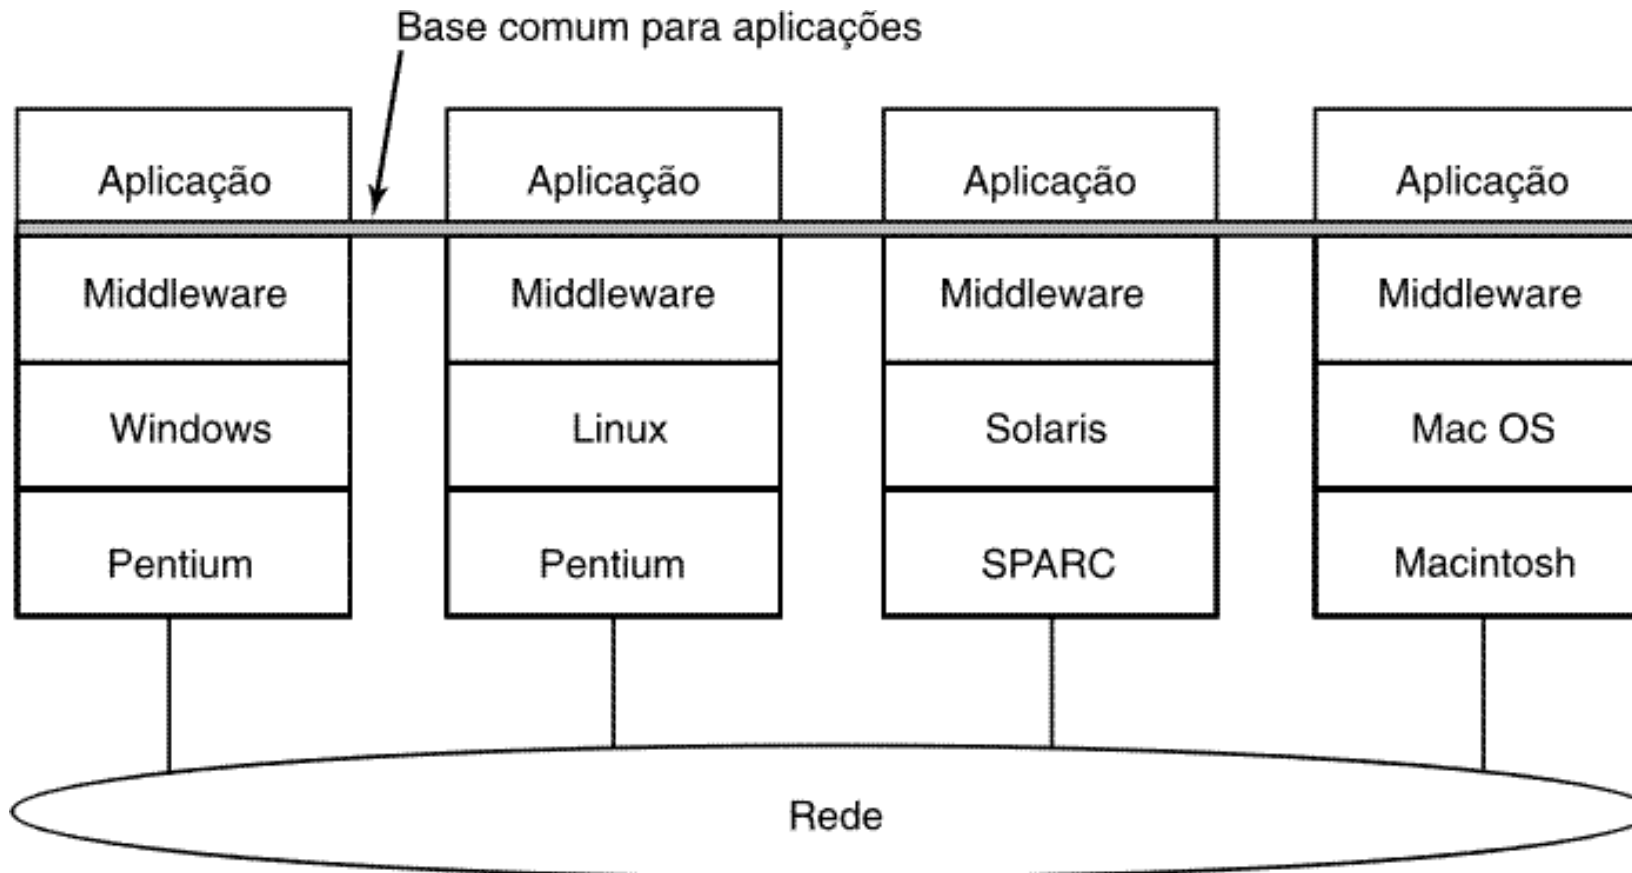 Base comum para aplicações
Aplicação Aplicação Aplicação Aplicação
Middleware Middleware Middleware Middleware
Windows Linux Solaris Mac OS
Pentium Pentium SPARC Macintosh
Rede